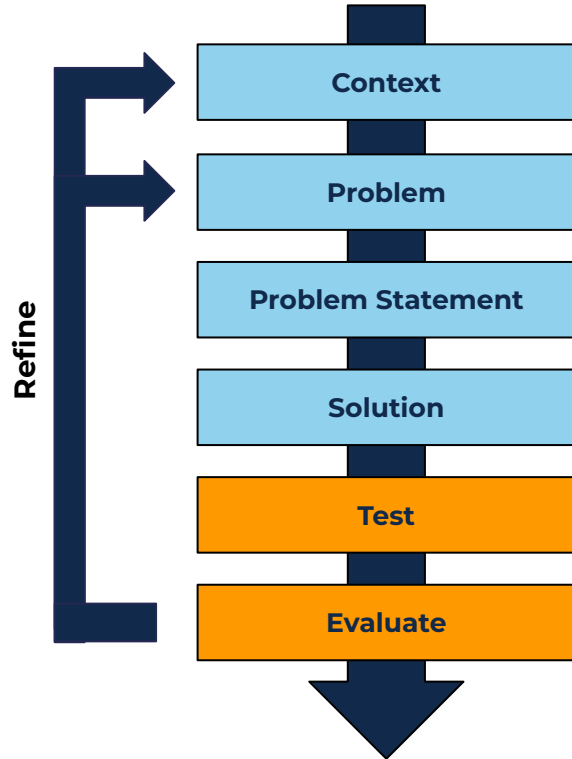 Context
Problem
Problem Statement
Refine
Solution
Test
Evaluate